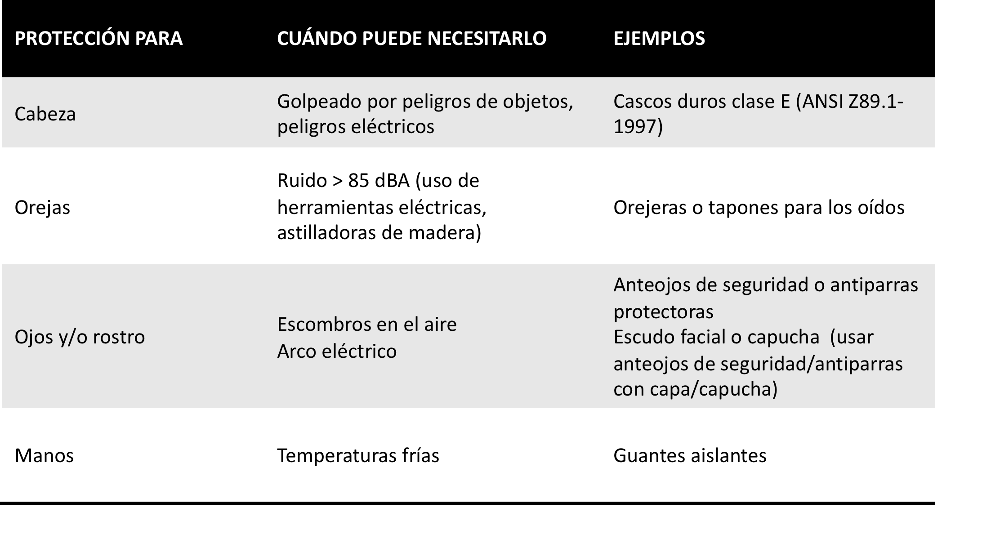 PROTECCIÓN PARA
CUÁNDO PUEDE NECESITARLO
EJEMPLOS
Cabeza
Golpeado por peligros de objetos,
peligros eléctricos
Cascos duros clase E (ANSI Z89.1-
1997)
Orejas
Ruido > 85 dBA (uso de
herramientas eléctricas,
astilladoras de madera)
Orejeras o tapones para los oídos
Ojos y/o rostro
Escombros en el aire
Arco eléctrico
Anteojos de seguridad o antiparras
protectoras
Escudo facial o capucha  (usar
anteojos de seguridad/antiparras
con capa/capucha)
Manos
Temperaturas frías
Guantes aislantes